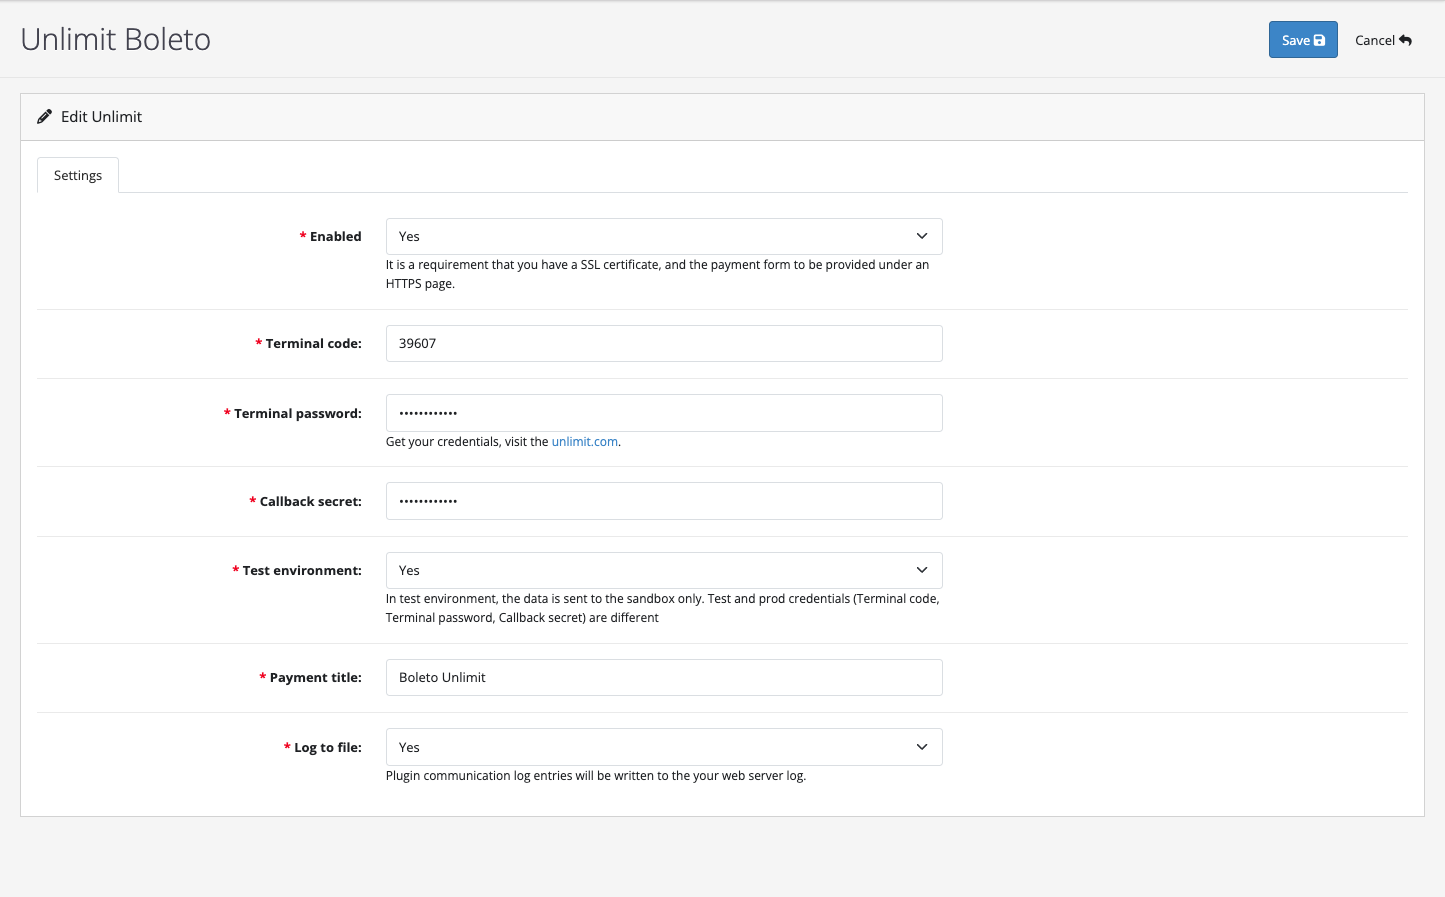 Unlimit Boleto
Save
Cancel
Edit Unlimit
Settings
* Enabled
Yes
It is a requirement that you have a SSL certificate, and the payment form to be provided under an
HTTPS page.
* Terminal code:
39607
* Terminal password:
••••••••••••
Get your credentials, visit the unlimit.com.
* Callback secret:
••••••••••••
* Test environment:
Yes
In test environment, the data is sent to the sandbox only. Test and prod credentials (Terminal code,
Terminal password, Callback secret) are different
* Payment title:
Boleto Unlimit
* Log to file:
Yes
Plugin communication log entries will be written to the your web server log.